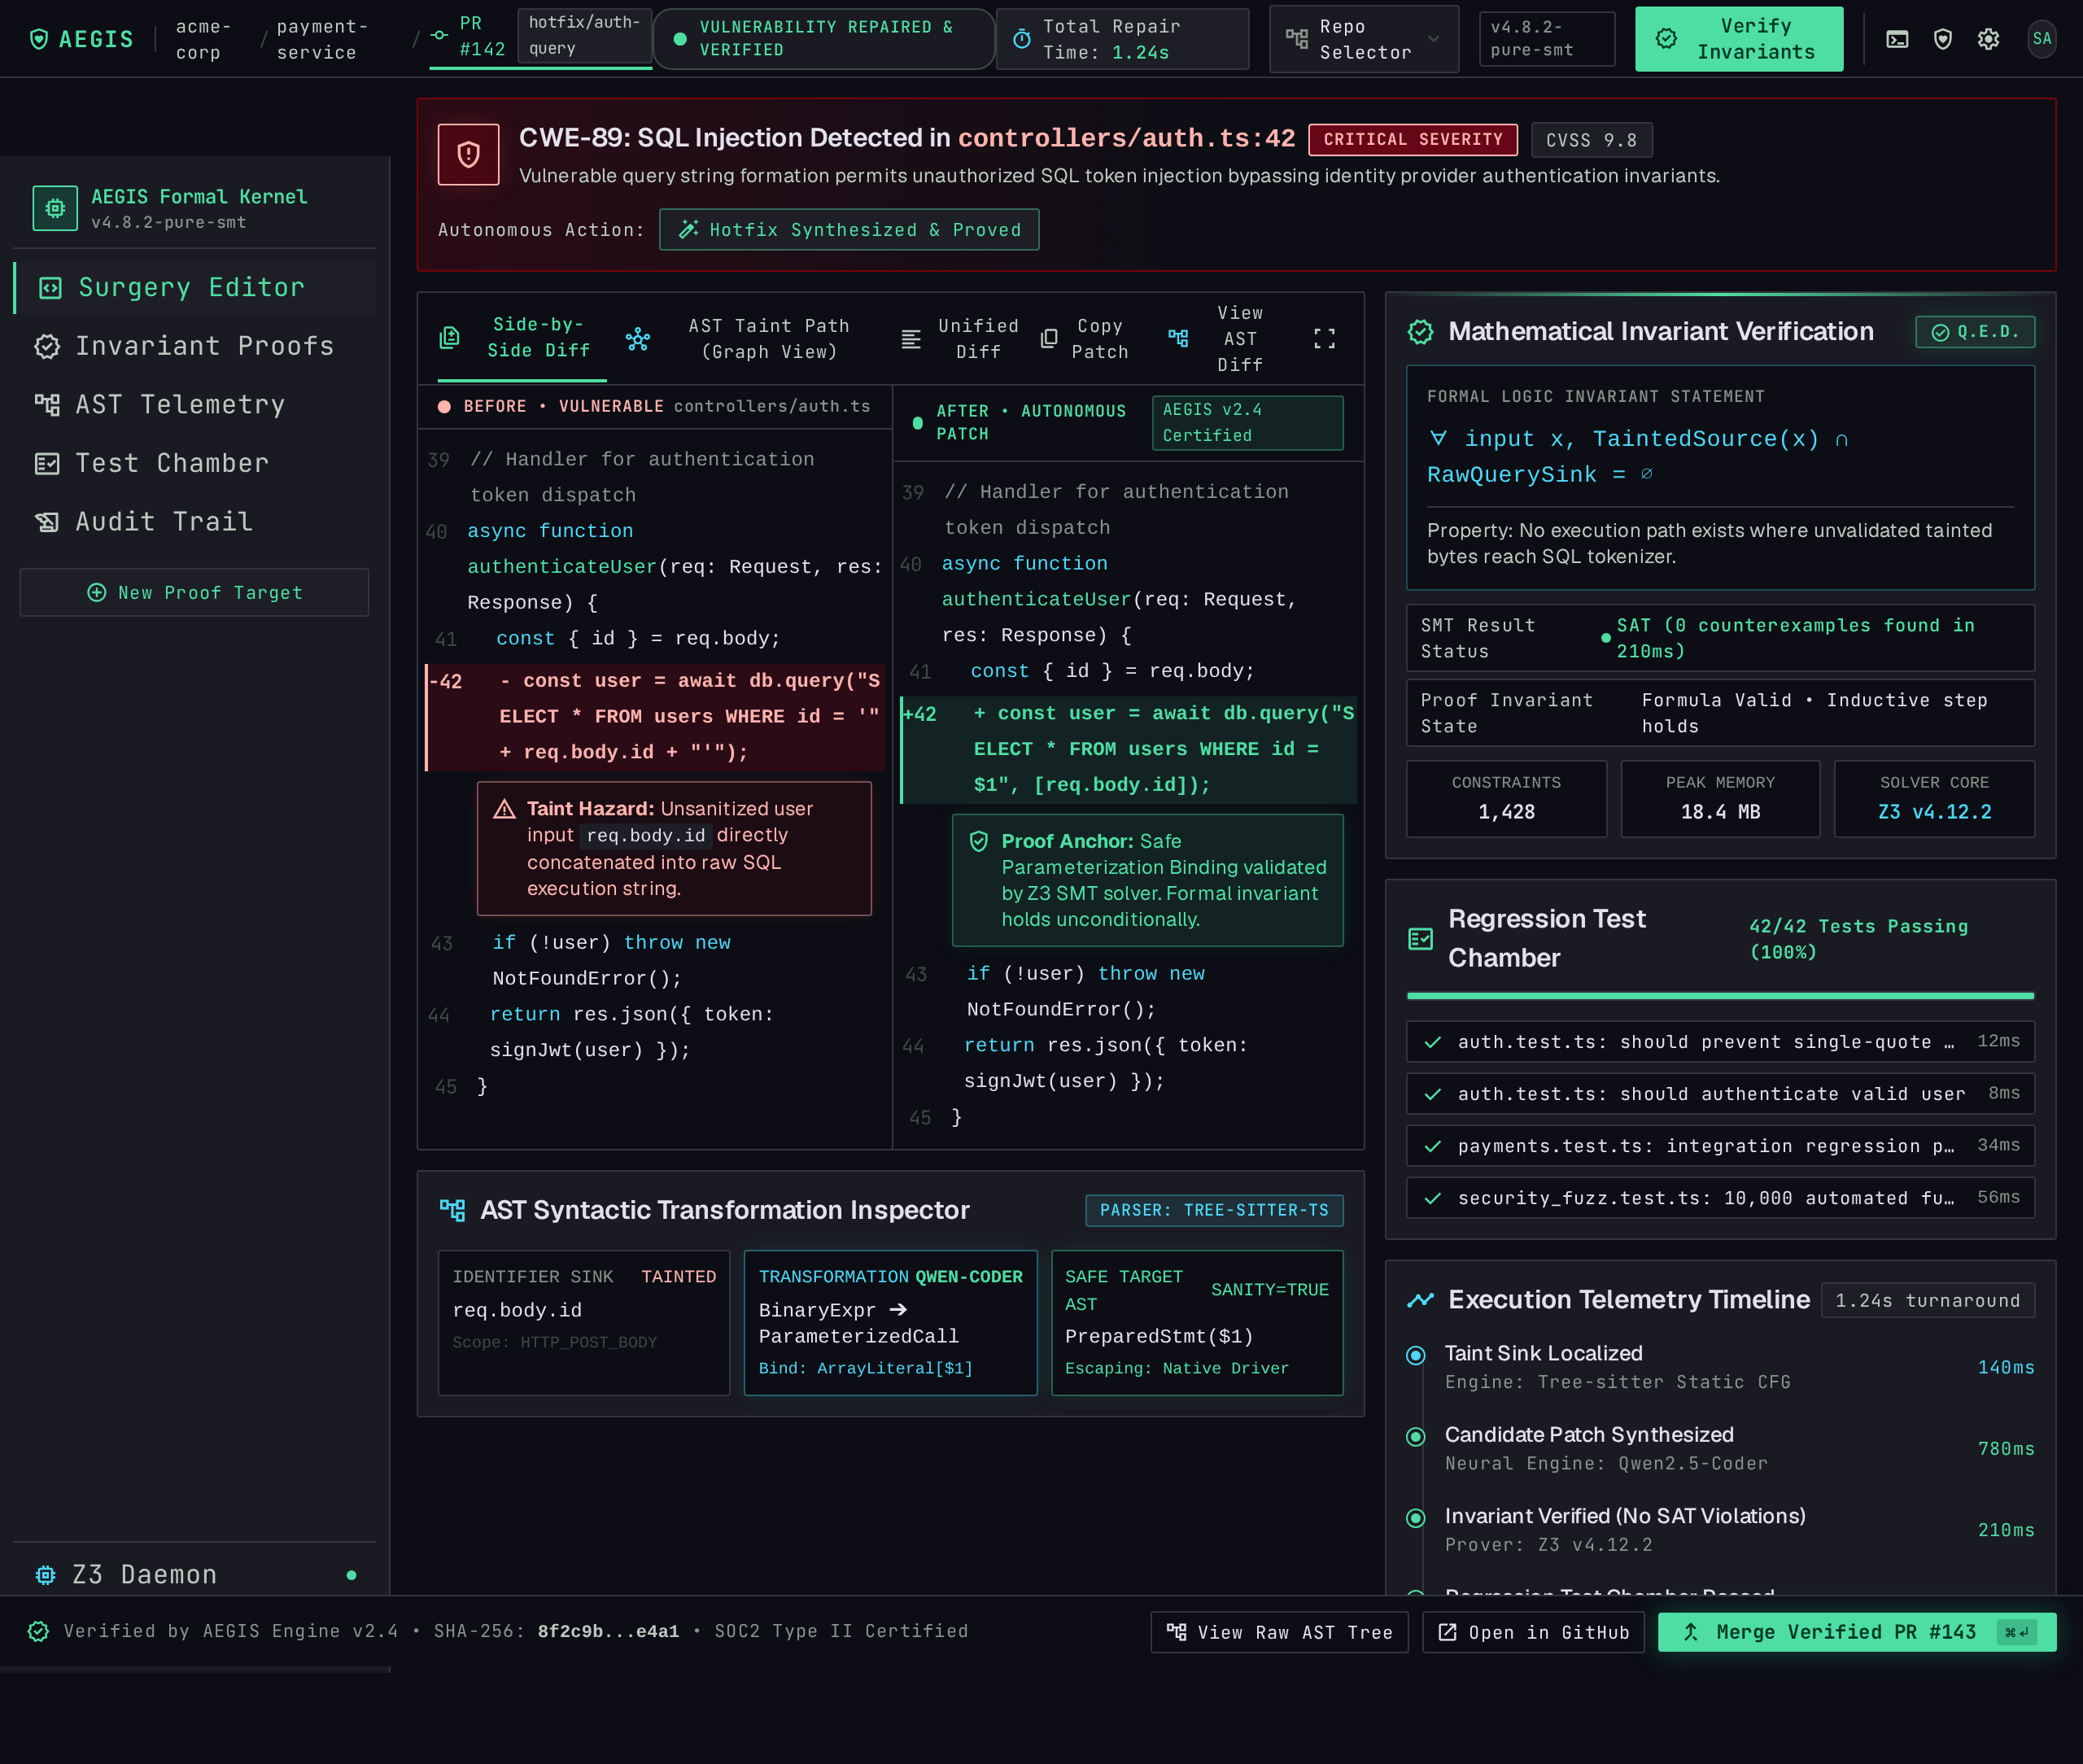 AEGIS
acme-
corp
/
payment-
service
/
PR
#142
hotfix/auth-
query
VULNERABILITY REPAIRED &
VERIFIED
Total Repair
Time: 1.24s
Repo
Selector
v4.8.2-
pure-smt
Verify
Invariants
SA
AEGIS Formal Kernel
v4.8.2-pure-smt
Surgery Editor
Invariant Proofs
AST Telemetry
Test Chamber
Audit Trail
New Proof Target
Z3 Daemon
CWE-89: SQL Injection Detected in controllers/auth.ts:42 CRITICAL SEVERITY CVSS 9.8
Vulnerable query string formation permits unauthorized SQL token injection bypassing identity provider authentication invariants.
Autonomous Action: Hotfix Synthesized & Proved
Side-by-
Side Diff
AST Taint Path
(Graph View)
Unified
Diff
Copy
Patch
View
AST
Diff
BEFORE • VULNERABLE controllers/auth.ts
39 // Handler for authentication
token dispatch
40 async function
authenticateUser(req: Request, res:
Response) {
41 const { id } = req.body;
-42 - const user = await db.query("S
ELECT * FROM users WHERE id = '"
+ req.body.id + "'");
Taint Hazard: Unsanitized user
input req.body.id directly
concatenated into raw SQL
execution string.
43 if (!user) throw new
NotFoundError();
44 return res.json({ token:
signJwt(user) });
45 }
AFTER • AUTONOMOUS
PATCH
AEGIS v2.4
Certified
39 // Handler for authentication
token dispatch
40 async function
authenticateUser(req: Request,
res: Response) {
41 const { id } = req.body;
+42 + const user = await db.query("S
ELECT * FROM users WHERE id =
$1", [req.body.id]);
Proof Anchor: Safe
Parameterization Binding validated
by Z3 SMT solver. Formal invariant
holds unconditionally.
43 if (!user) throw new
NotFoundError();
44 return res.json({ token:
signJwt(user) });
45 }
AST Syntactic Transformation Inspector
PARSER: TREE-SITTER-TS
IDENTIFIER SINK TAINTED
req.body.id
Scope: HTTP_POST_BODY
TRANSFORMATION QWEN-CODER
BinaryExpr ➔
ParameterizedCall
Bind: ArrayLiteral[$1]
SAFE TARGET
AST
SANITY=TRUE
PreparedStmt($1)
Escaping: Native Driver
Mathematical Invariant Verification
Q.E.D.
FORMAL LOGIC INVARIANT STATEMENT
∀ input x, TaintedSource(x) ∩
RawQuerySink = ∅
Property: No execution path exists where unvalidated tainted
bytes reach SQL tokenizer.
SMT Result
Status
SAT (0 counterexamples found in
210ms)
Proof Invariant
State
Formula Valid • Inductive step
holds
CONSTRAINTS
1,428
PEAK MEMORY
18.4 MB
SOLVER CORE
Z3 v4.12.2
Regression Test
Chamber
42/42 Tests Passing
(100%)
auth.test.ts: should prevent single-quote … 12ms
auth.test.ts: should authenticate valid user 8ms
payments.test.ts: integration regression p… 34ms
security_fuzz.test.ts: 10,000 automated fu… 56ms
Execution Telemetry Timeline
1.24s turnaround
Taint Sink Localized
Engine: Tree-sitter Static CFG
140ms
Candidate Patch Synthesized
Neural Engine: Qwen2.5-Coder
780ms
Invariant Verified (No SAT Violations)
Prover: Z3 v4.12.2
210ms
Regression Test Chamber Passed
Verified by AEGIS Engine v2.4 • SHA-256: 8f2c9b...e4a1 • SOC2 Type II Certified
View Raw AST Tree
Open in GitHub
Merge Verified PR #143 ⌘↵